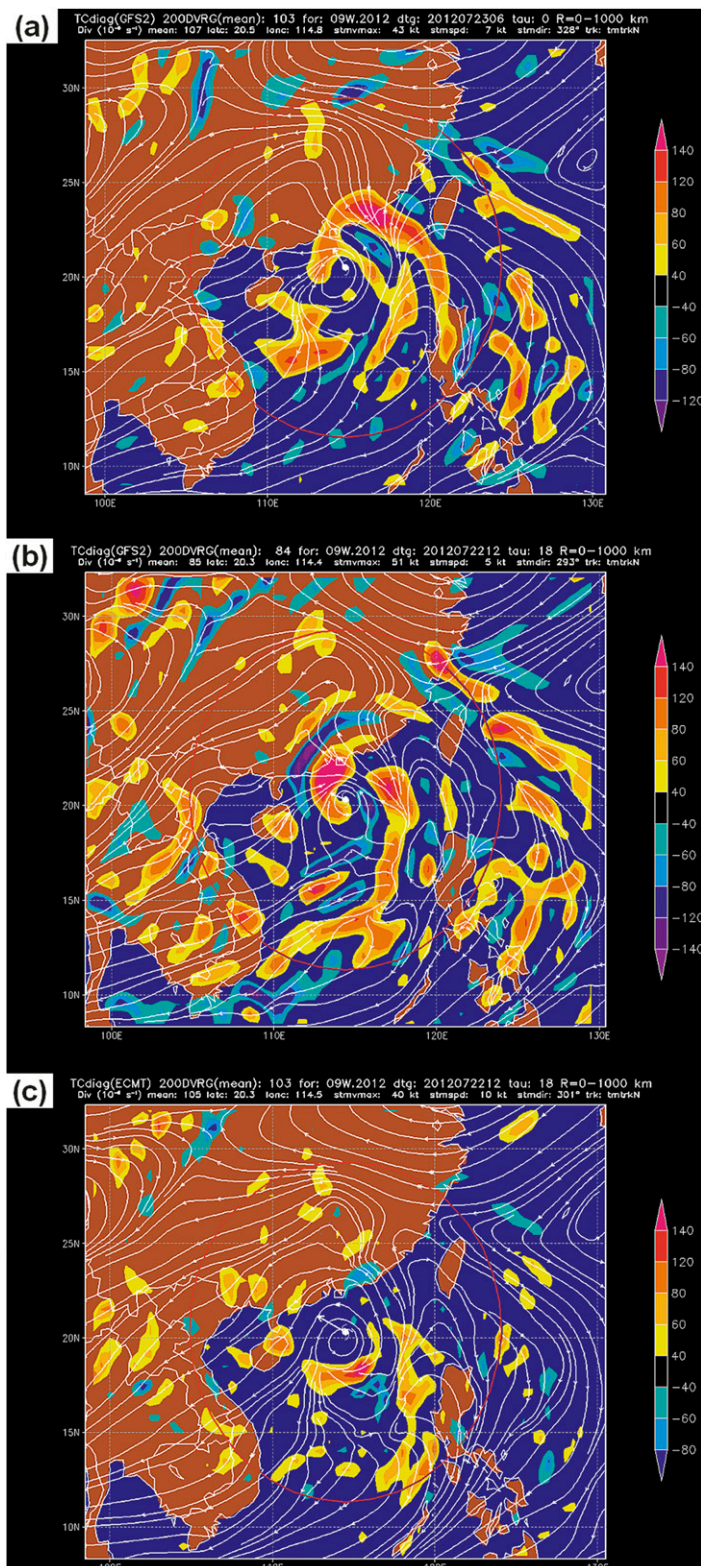 (a)
TCdiag(GFS2) 200DVRG(mean): 103 for: 09W.2012 dtg: 2012072306 tau: 0 R=0-1000 km
Div (10⁻⁶ s⁻¹) mean: 107 latc: 20.5 lonc: 114.8 stmvmax: 43 kt stmspd: 7 kt stmdir: 328° trk: tmtrkN
30N
25N
20N
15N
10N
100E 110E 120E 130E
140
120
80
60
40
-40
-60
-80
-120
(b)
TCdiag(GFS2) 200DVRG(mean): 84 for: 09W.2012 dtg: 2012072212 tau: 18 R=0-1000 km
Div (10⁻⁶ s⁻¹) mean: 85 latc: 20.3 lonc: 114.4 stmvmax: 51 kt stmspd: 5 kt stmdir: 293° trk: tmtrkN
30N
25N
20N
15N
10N
100E 110E 120E 130E
140
120
80
60
40
-40
-60
-80
-120
-140
(c)
TCdiag(ECMT) 200DVRG(mean): 103 for: 09W.2012 dtg: 2012072212 tau: 18 R=0-1000 km
Div (10⁻⁶ s⁻¹) mean: 105 latc: 20.3 lonc: 114.5 stmvmax: 40 kt stmspd: 10 kt stmdir: 301° trk: tmtrkN
30N
25N
20N
15N
10N
140
120
80
60
40
-40
-60
-80